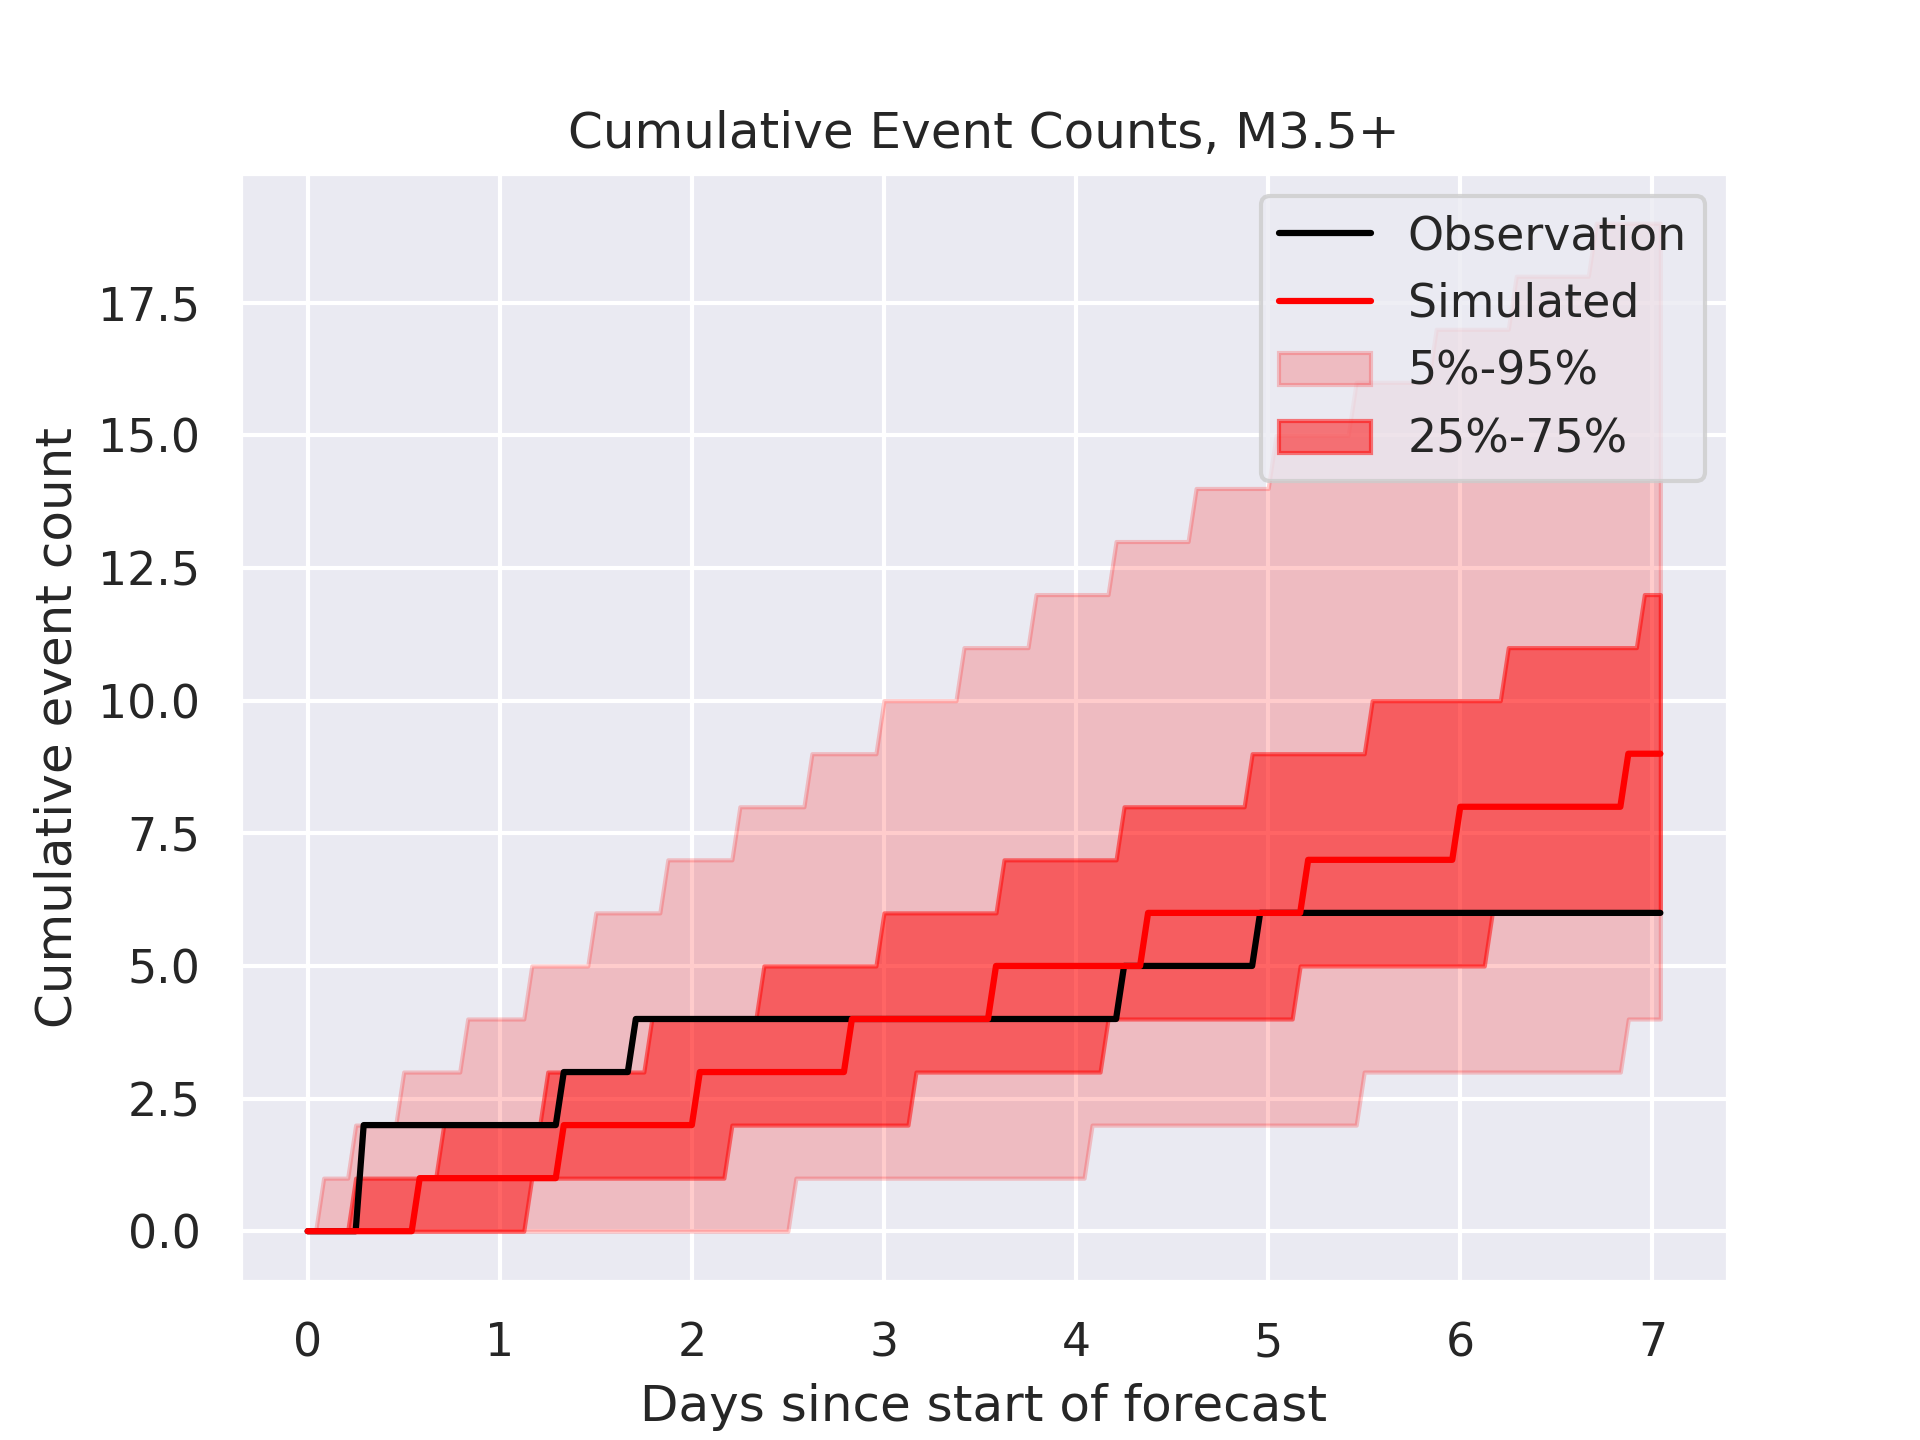 Cumulative Event Counts, M3.5+
Observation
Simulated
5%-95%
25%-75%
17.5
15.0
12.5
10.0
7.5
5.0
2.5
0.0
Cumulative event count
0 1 2 3 4 5 6 7
Days since start of forecast